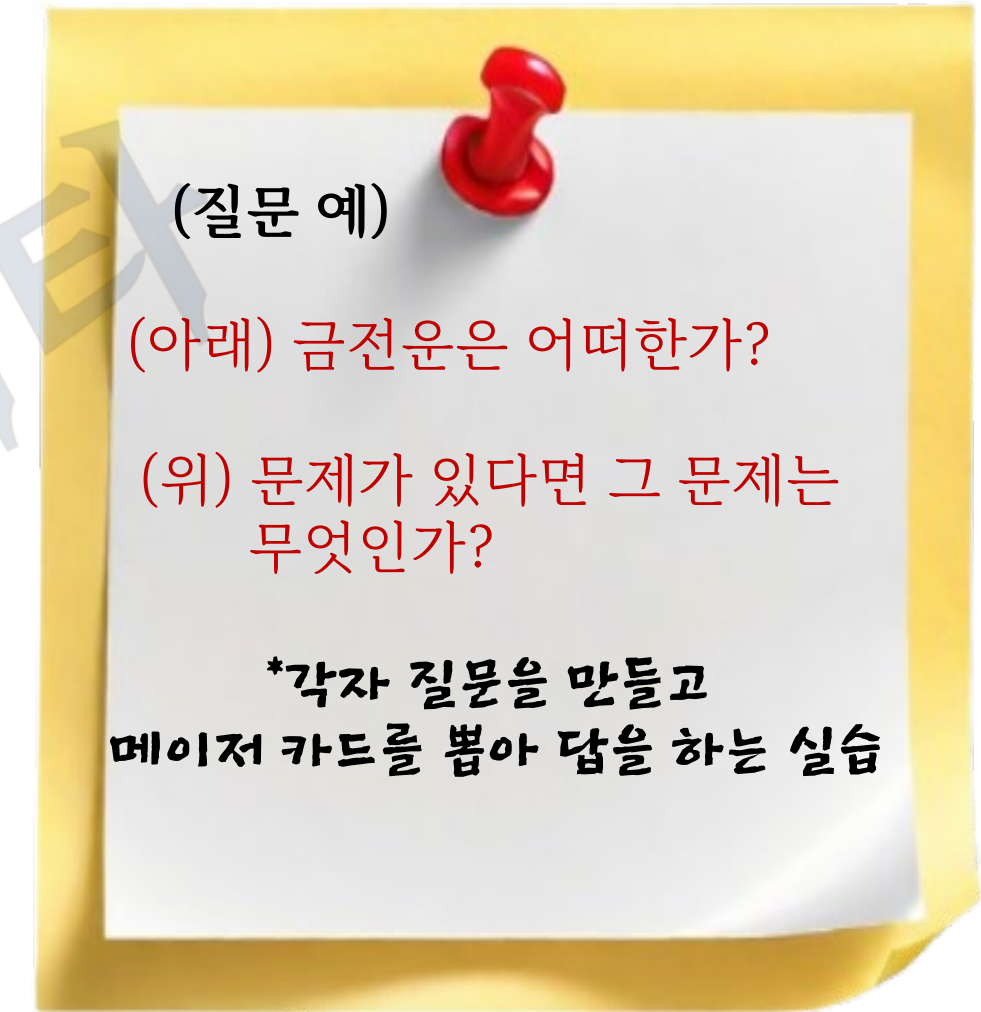 (질문 예)
(아래) 금전운은 어떠한가?
(위) 문제가 있다면 그 문제는
무엇인가?
*각자 질문을 만들고
메이저 카드를 뽑아 답을 하는 실습